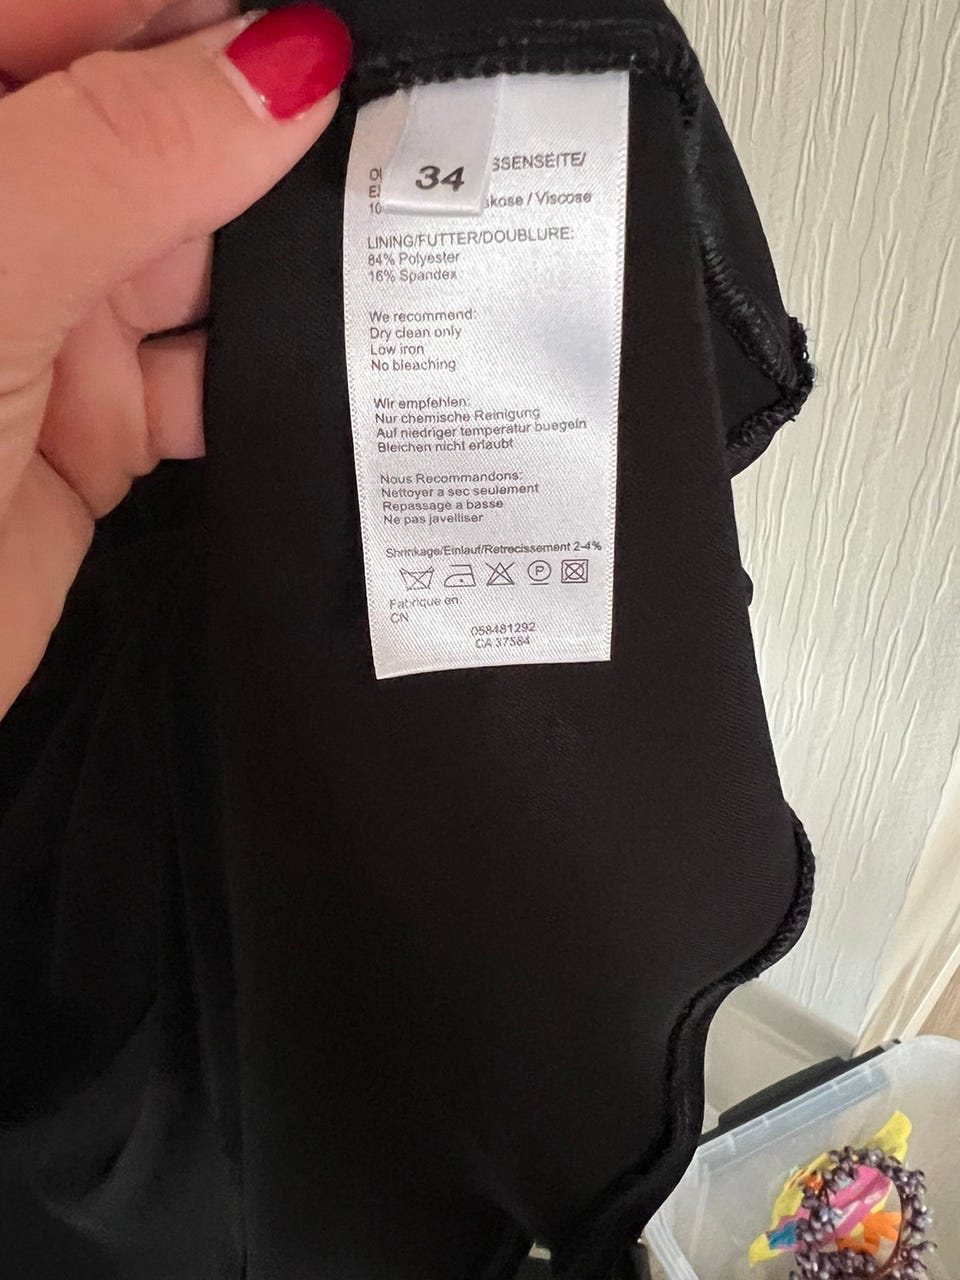 34
SSENSEITE/
10
kose / Viscose
LINING/FUTTER/DOUBLURE:
84% Polyester
16% Spandex
We recommend:
Dry clean only
Low iron
No bleaching
Wir empfehlen:
Nur chemische Reinigung
Auf niedriger temperatur buegeln
Bleichen nicht erlaubt
Nous Recommandons:
Nettoyer a sec seulement
Repassage a basse
Ne pas javelliser
Shrinkage/Einlauf/Retrecissement 2-4%
P
Fabrique en:
CN
058481292
CA 37584